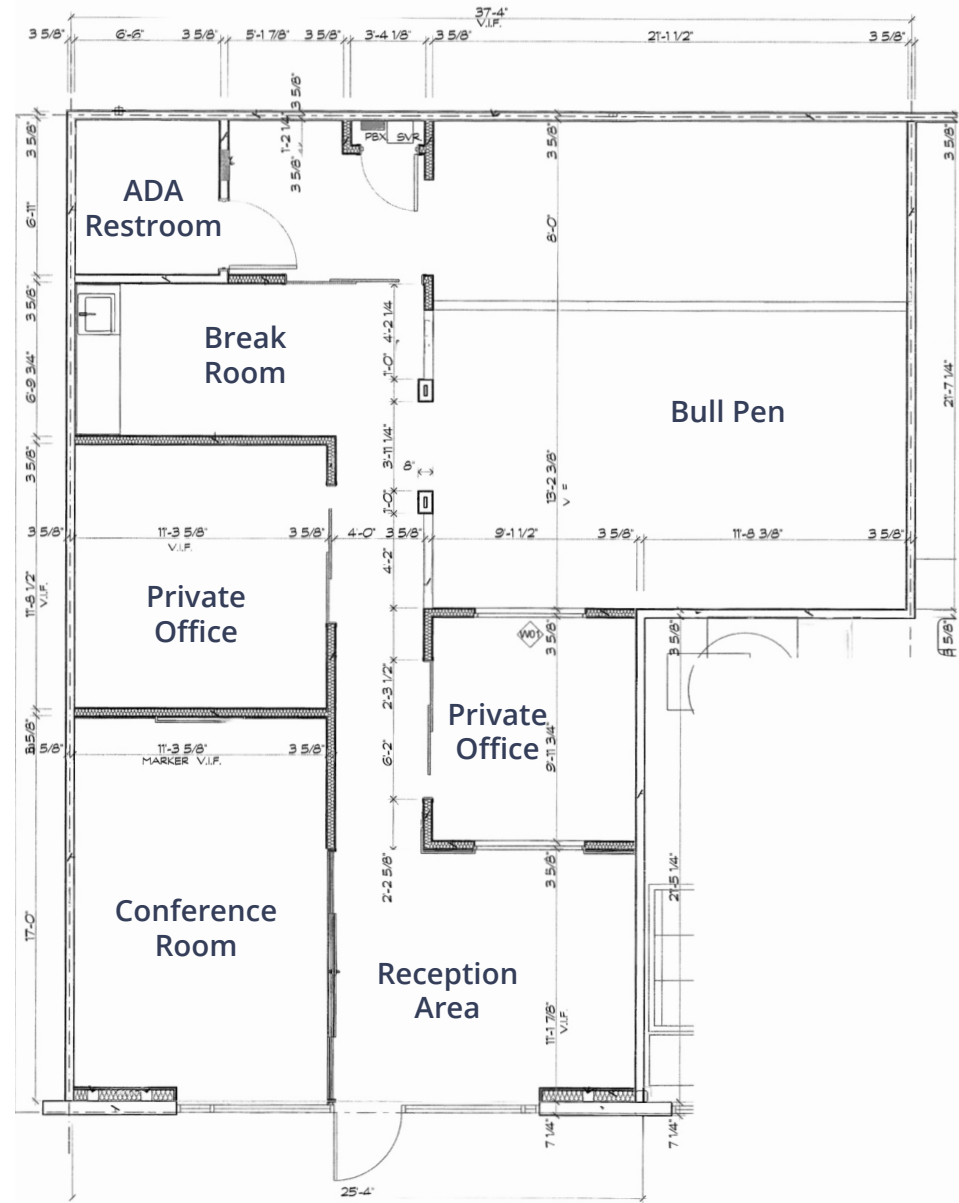 37'-4"
V.I.F.
3 5/8"
6'-6"
3 5/8"
5'-1 7/8"
3 5/8"
3'-4 1/8"
3 5/8"
21'-1 1/2"
3 5/8"
3 5/8"
1'-2 1/4"
3 5/8"
PBX
SVR
3 5/8"
3 5/8"
3 5/8"
ADA
Restroom
6'-11"
8'-0"
3 5/8"
Break
Room
4'-2 1/4
1'-0"
6'-9 3/4"
Bull Pen
21'-7 1/4"
3'-11 1/4"
8"
13'-2 3/8"
3 5/8"
1'-0"
3 5/8"
11'-3 5/8"
V.I.F.
3 5/8"
4'-0"
3 5/8"
9'-1 1/2"
3 5/8"
11'-8 3/8"
3 5/8"
4'-2"
11'-8 1/2"
V.I.F.
Private
Office
W01
3 5/8"
3 5/8"
3 5/8"
2'-3 1/2"
Private
Office
9'-11 3/4"
6'-2"
3 5/8"
11'-3 5/8"
3 5/8"
MARKER V.I.F.
2'-2 5/8"
3 5/8"
21'-5 1/4"
Conference
Room
17'-0"
Reception
Area
11'-1 7/8"
V.I.F.
7 1/4"
7 1/4"
25'-4"